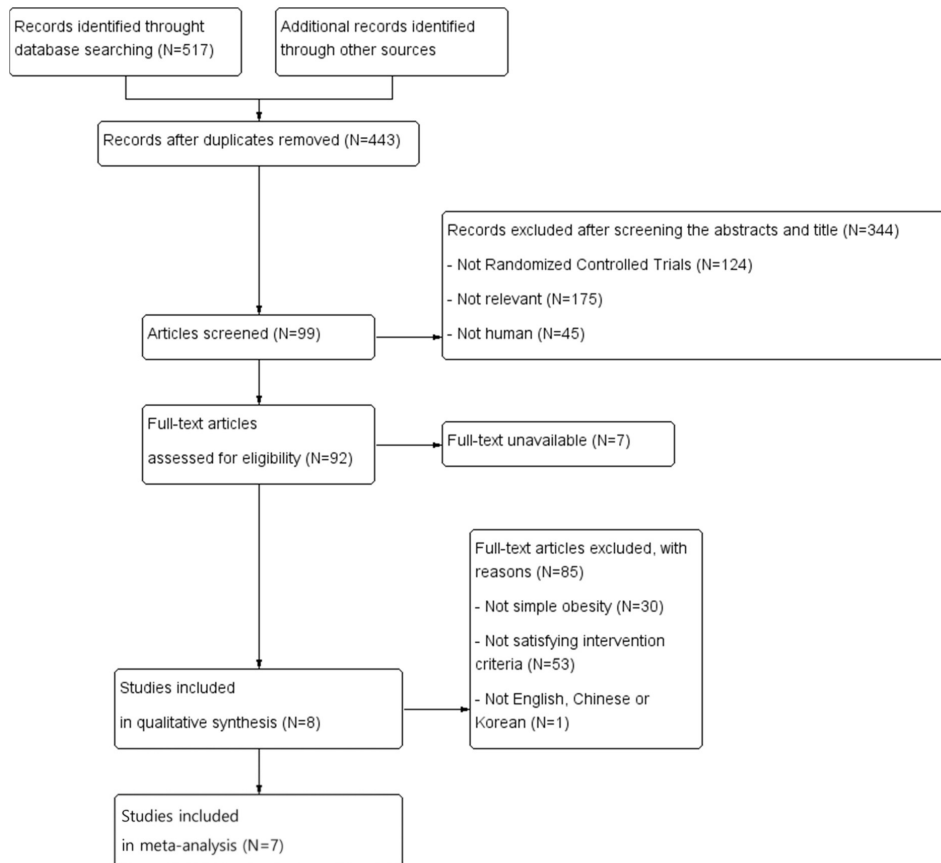 Records identified throught
database searching (N=517)
Additional records identified
through other sources
Records after duplicates removed (N=443)
Records excluded after screening the abstracts and title (N=344)
- Not Randomized Controlled Trials (N=124)
- Not relevant (N=175)
- Not human (N=45)
Articles screened (N=99)
Full-text articles
assessed for eligibility (N=92)
Full-text unavailable (N=7)
Full-text articles excluded, with
reasons (N=85)
- Not simple obesity (N=30)
- Not satisfying intervention
criteria (N=53)
- Not English, Chinese or
Korean (N=1)
Studies included
in qualitative synthesis (N=8)
Studies included
in meta-analysis (N=7)